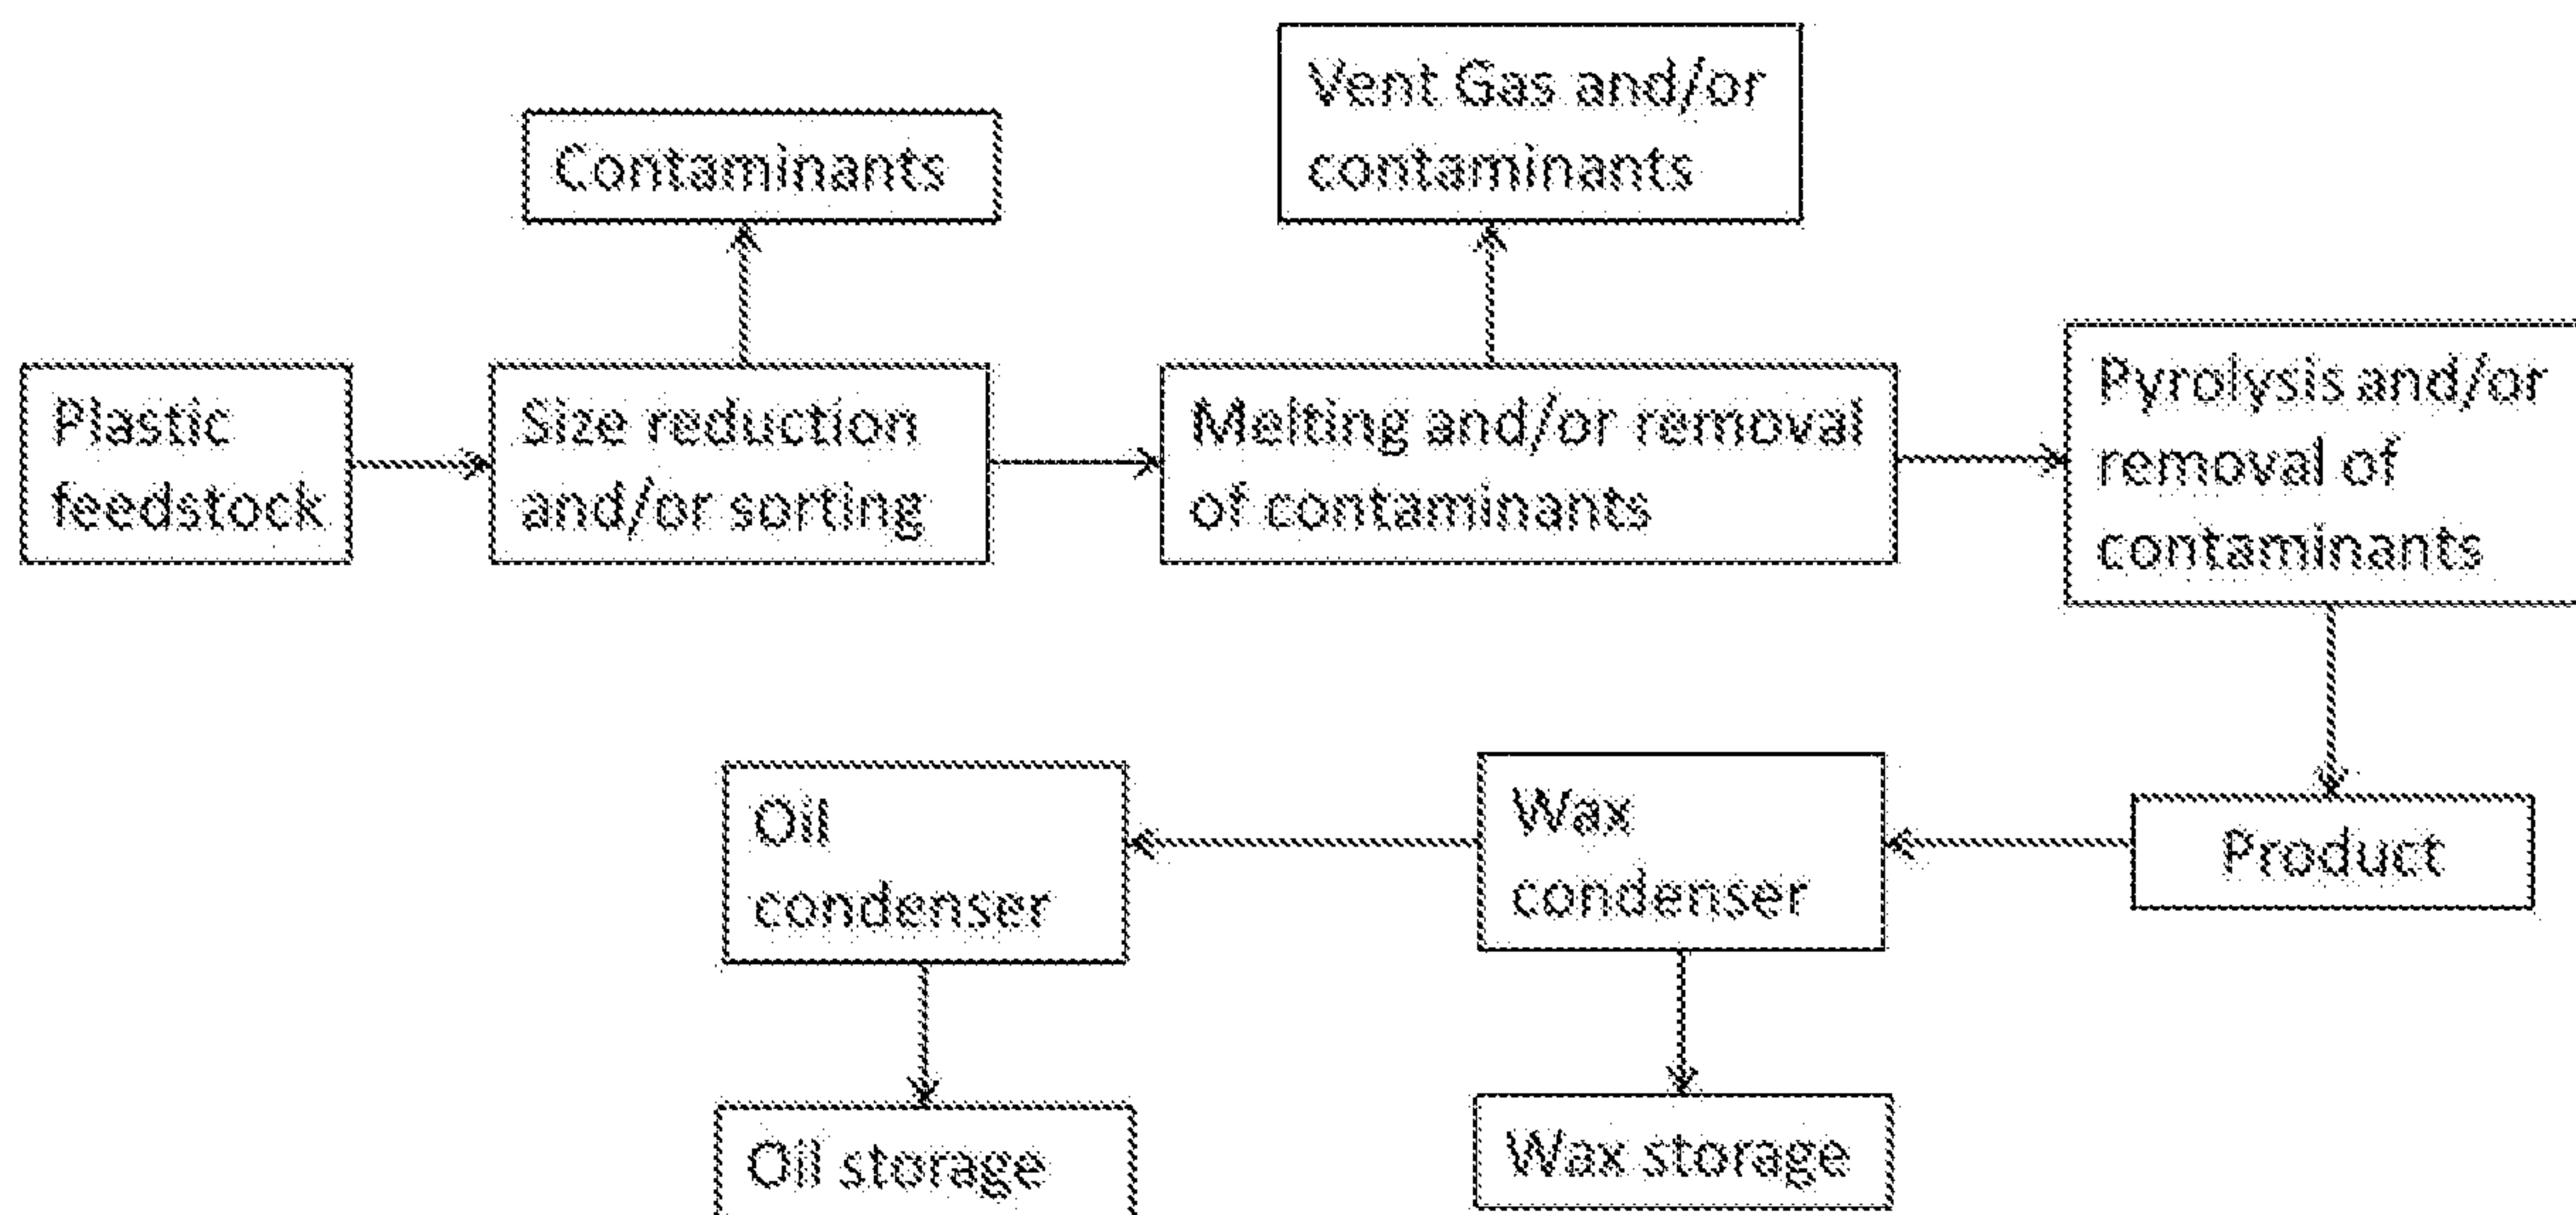 Vent Gas and/or
contaminants
Contaminants
Plastic
feedstock
Size reduction
and/or sorting
Melting and/or removal
of contaminants
Pyrolysis and/or
removal of
contaminants
Oil
condenser
Wax
condenser
Product
Oil storage
Wax storage